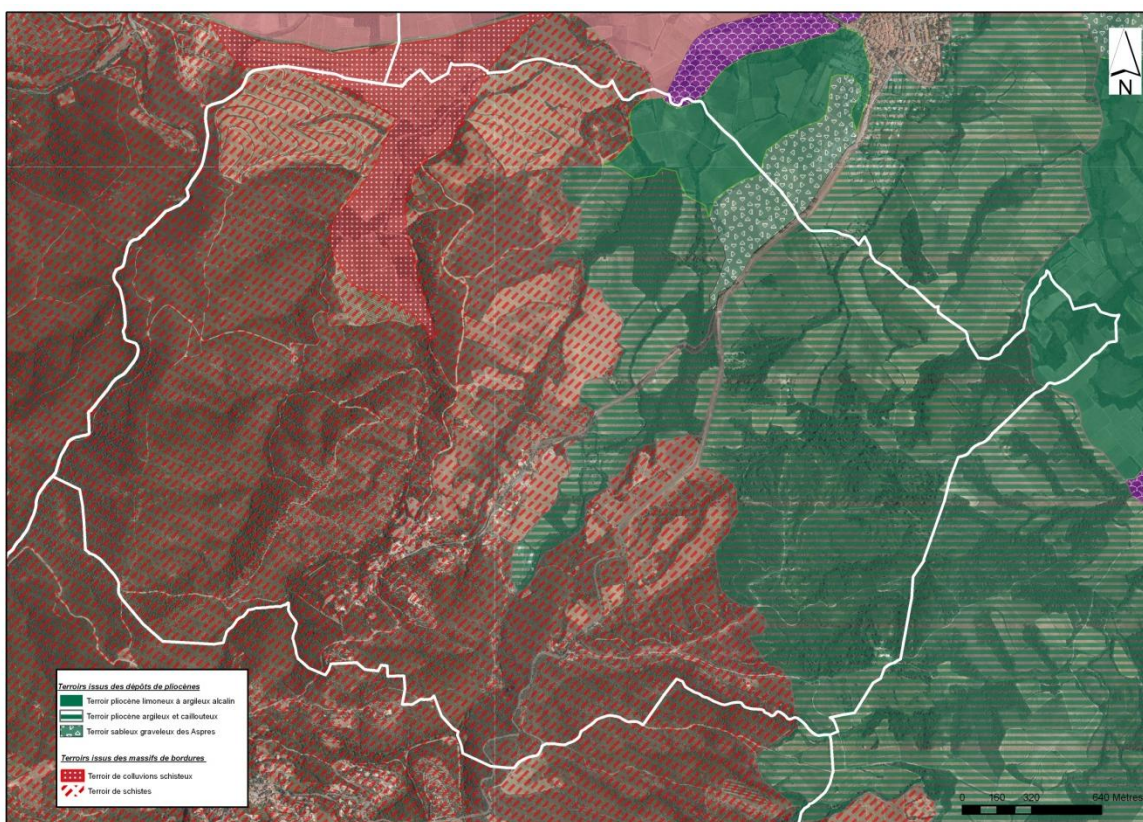 N
Terroirs issus des dépôts de pliocènes
Terroir pliocène limoneux à argileux alcalin
Terroir pliocène argileux et caillouteux
Terroir sableux graveleux des Aspres
Terroirs issus des massifs de bordures
Terroir de colluvions schisteux
Terroir de schistes
0 160 320 640 Mètres